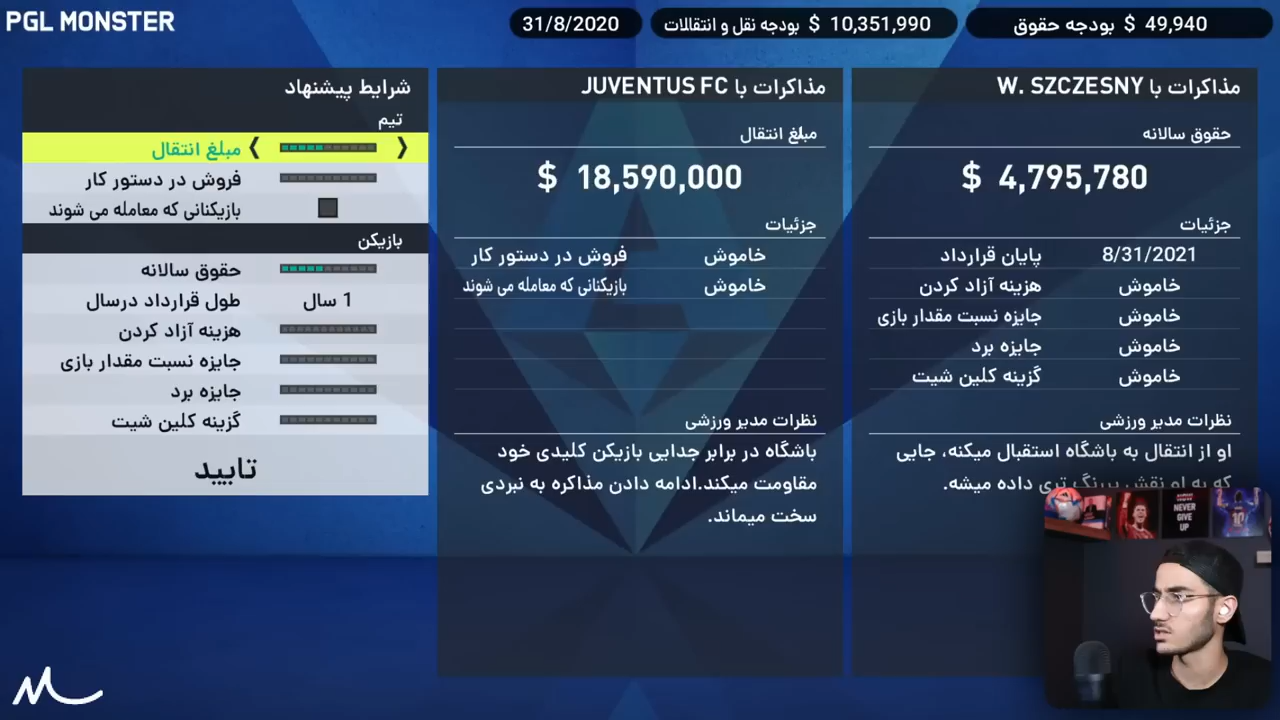 PGL MONSTER
31/8/2020
بودجه نقل و انتقالات $ 10,351,990
بودجه حقوق $ 49,940
شرایط پیشنهاد
تیم
مبلغ انتقال
فروش در دستور کار
بازیکنانی که معامله می شوند
بازیکن
حقوق سالانه
طول قرارداد درسال 1 سال
هزینه آزاد کردن
جایزه نسبت مقدار بازی
جایزه برد
گزینه کلین شیت
تایید
مذاکرات با JUVENTUS FC
مبلغ انتقال
$ 18,590,000
جزئیات
فروش در دستور کار خاموش
بازیکنانی که معامله می شوند خاموش
نظرات مدیر ورزشی
باشگاه در برابر جدایی بازیکن کلیدی خود
مقاومت میکند.ادامه دادن مذاکره به نبردی
سخت میماند.
مذاکرات با W. SZCZESNY
حقوق سالانه
$ 4,795,780
جزئیات
پایان قرارداد 8/31/2021
هزینه آزاد کردن خاموش
جایزه نسبت مقدار بازی خاموش
جایزه برد خاموش
گزینه کلین شیت خاموش
نظرات مدیر ورزشی
او از انتقال به باشگاه استقبال میکنه، جایی
که به او نقش پررنگ تری داده میشه.
NEVER
GIVE
UP
10